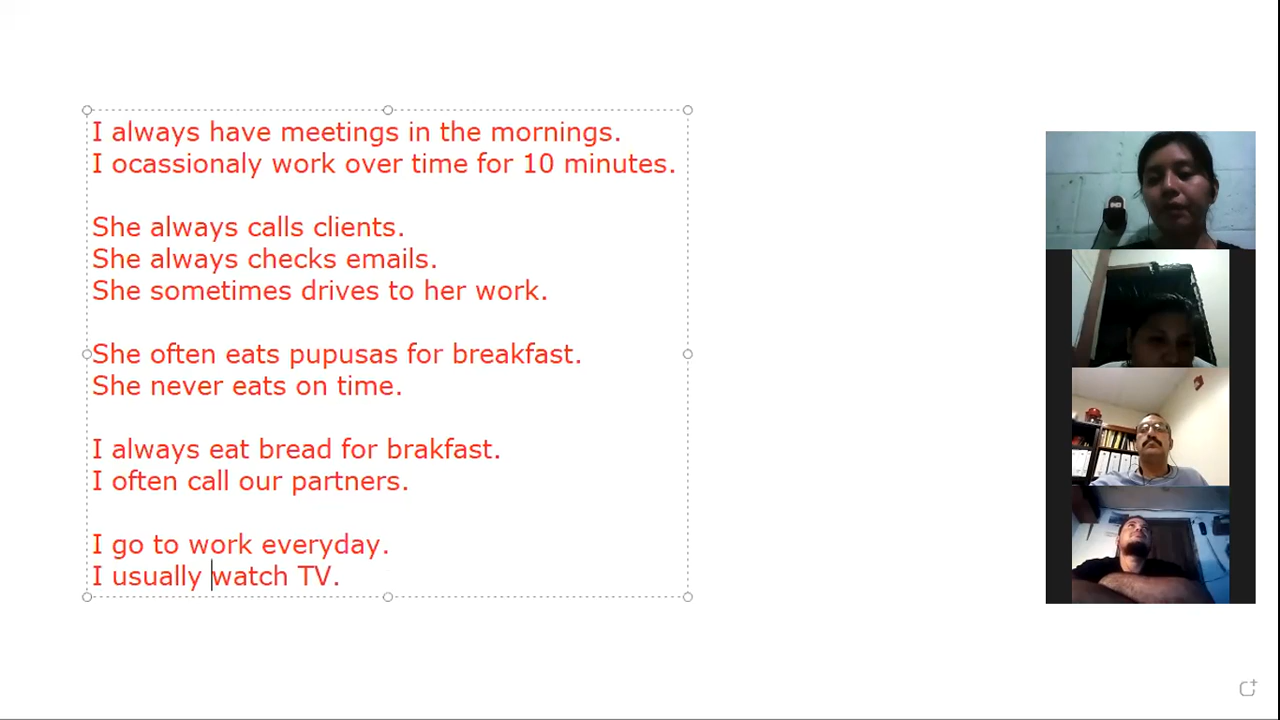 I always have meetings in the mornings.
I ocassionaly work over time for 10 minutes.
She always calls clients.
She always checks emails.
She sometimes drives to her work.
She often eats pupusas for breakfast.
She never eats on time.
I always eat bread for brakfast.
I often call our partners.
I go to work everyday.
I usually watch TV.